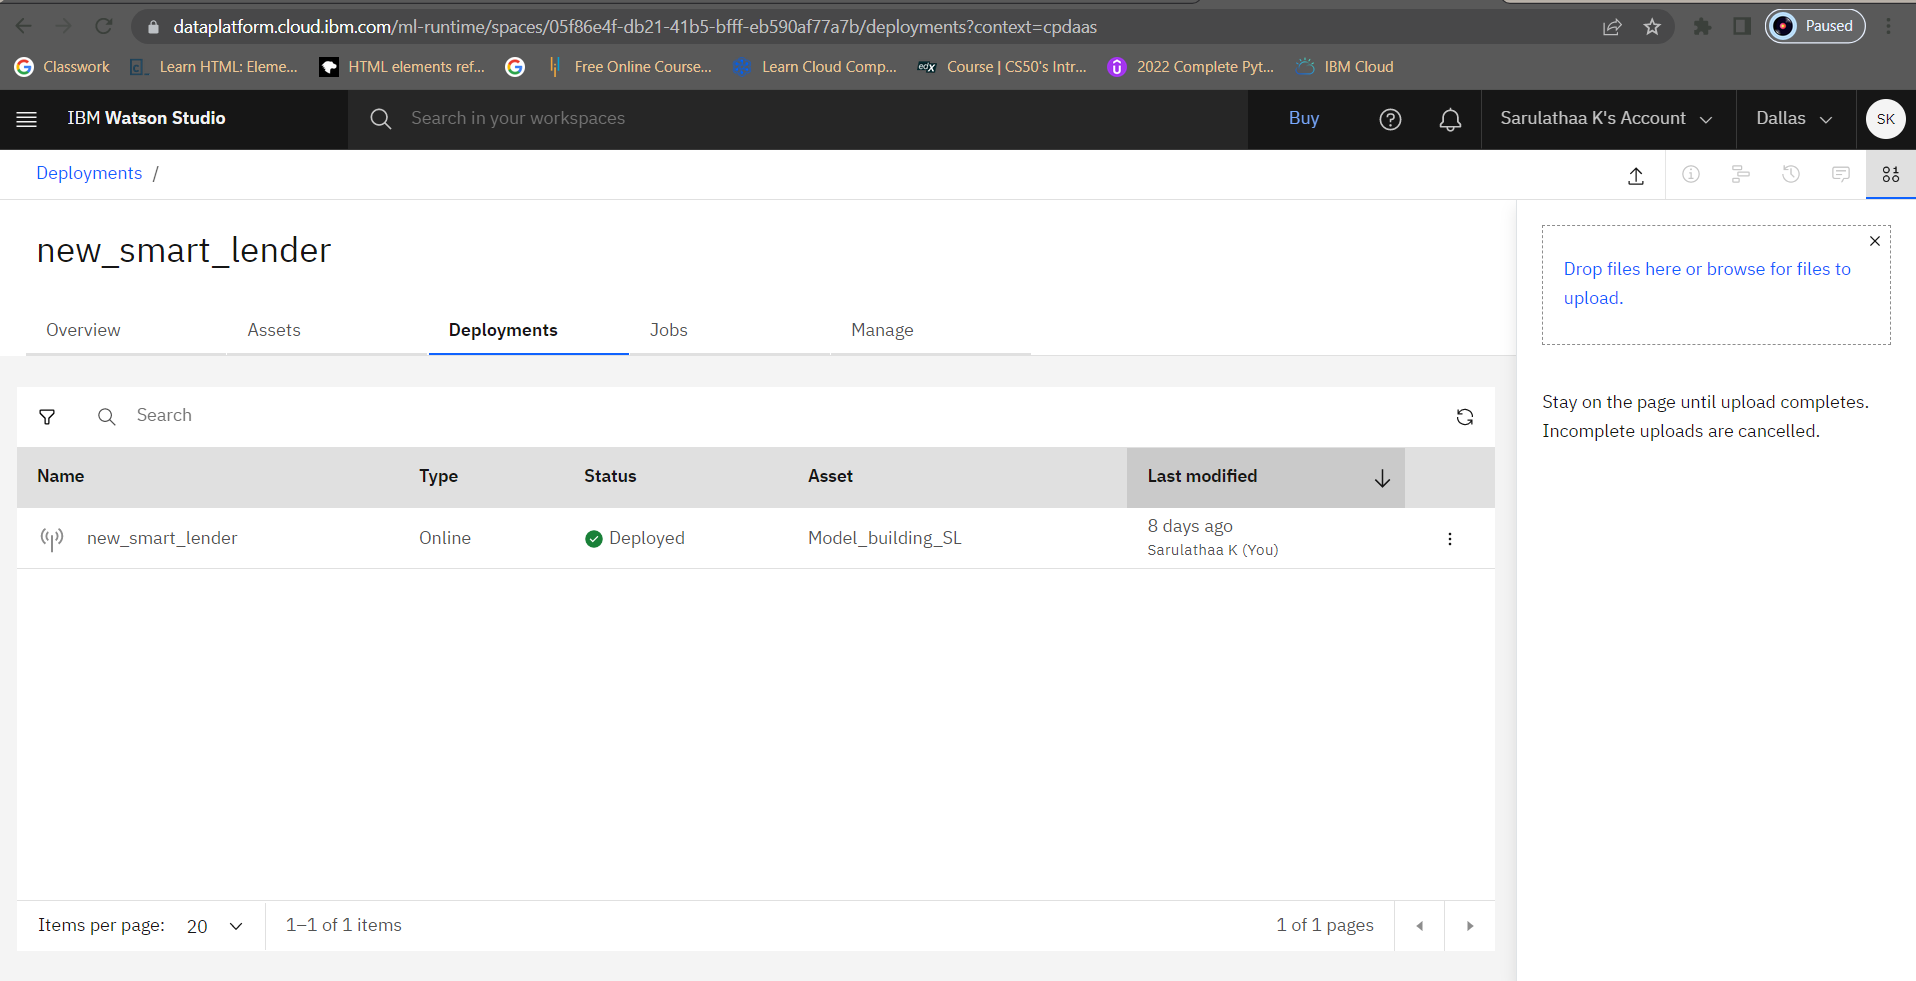 dataplatform.cloud.ibm.com/ml-runtime/spaces/05f86e4f-db21-41b5-bfff-eb590af77a7b/deployments?context=cpdaas
Paused
Classwork
Learn HTML: Eleme...
HTML elements ref...
Free Online Course...
Learn Cloud Comp...
edX
Course | CS50's Intr...
2022 Complete Pyt...
IBM Cloud
IBM Watson Studio
Search in your workspaces
Buy
Sarulathaa K's Account
Dallas
SK
Deployments /
new_smart_lender
Overview
Assets
Deployments
Jobs
Manage
Drop files here or browse for files to
upload.
Stay on the page until upload completes.
Incomplete uploads are cancelled.
Search
Name
Type
Status
Asset
Last modified
new_smart_lender
Online
Deployed
Model_building_SL
8 days ago
Sarulathaa K (You)
Items per page: 20
1–1 of 1 items
1 of 1 pages